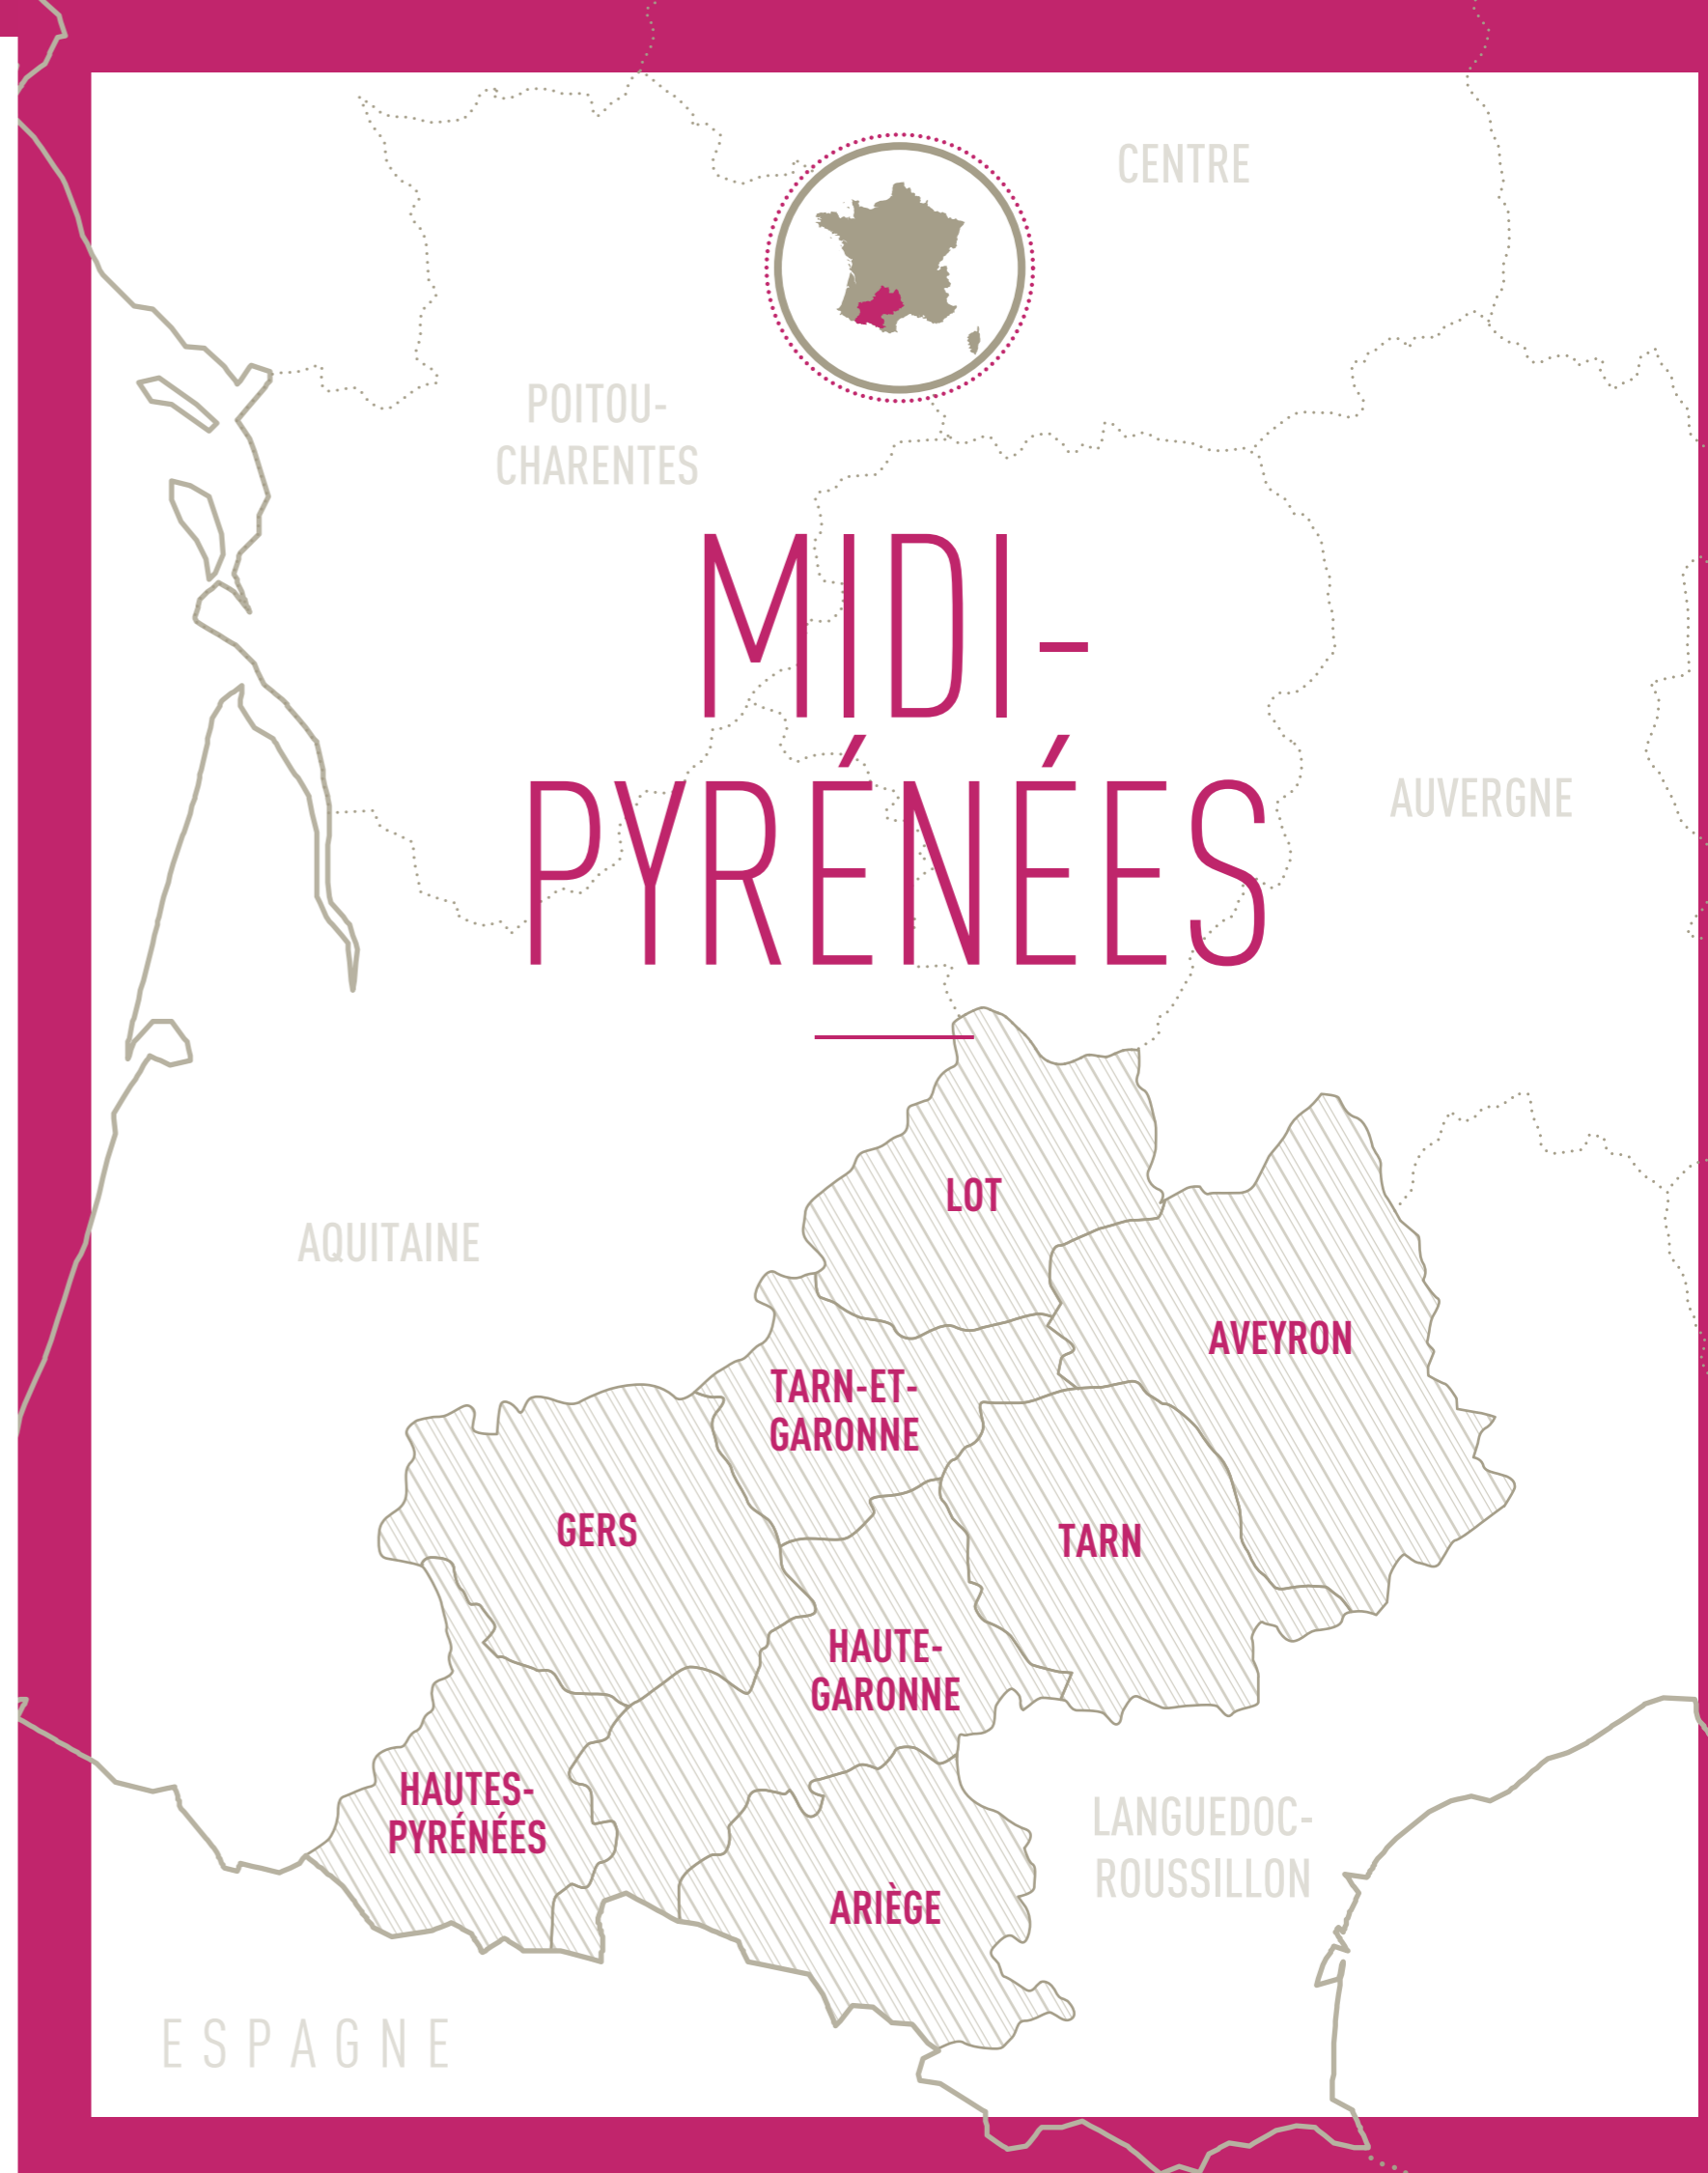 CENTRE
POITOU-
CHARENTES
MIDI-
PYRÉNÉES
AUVERGNE
LOT
AQUITAINE
AVEYRON
TARN-ET-
GARONNE
GERS
TARN
HAUTE-
GARONNE
HAUTES-
PYRÉNÉES
LANGUEDOC-
ROUSSILLON
ARIÈGE
ESPAGNE